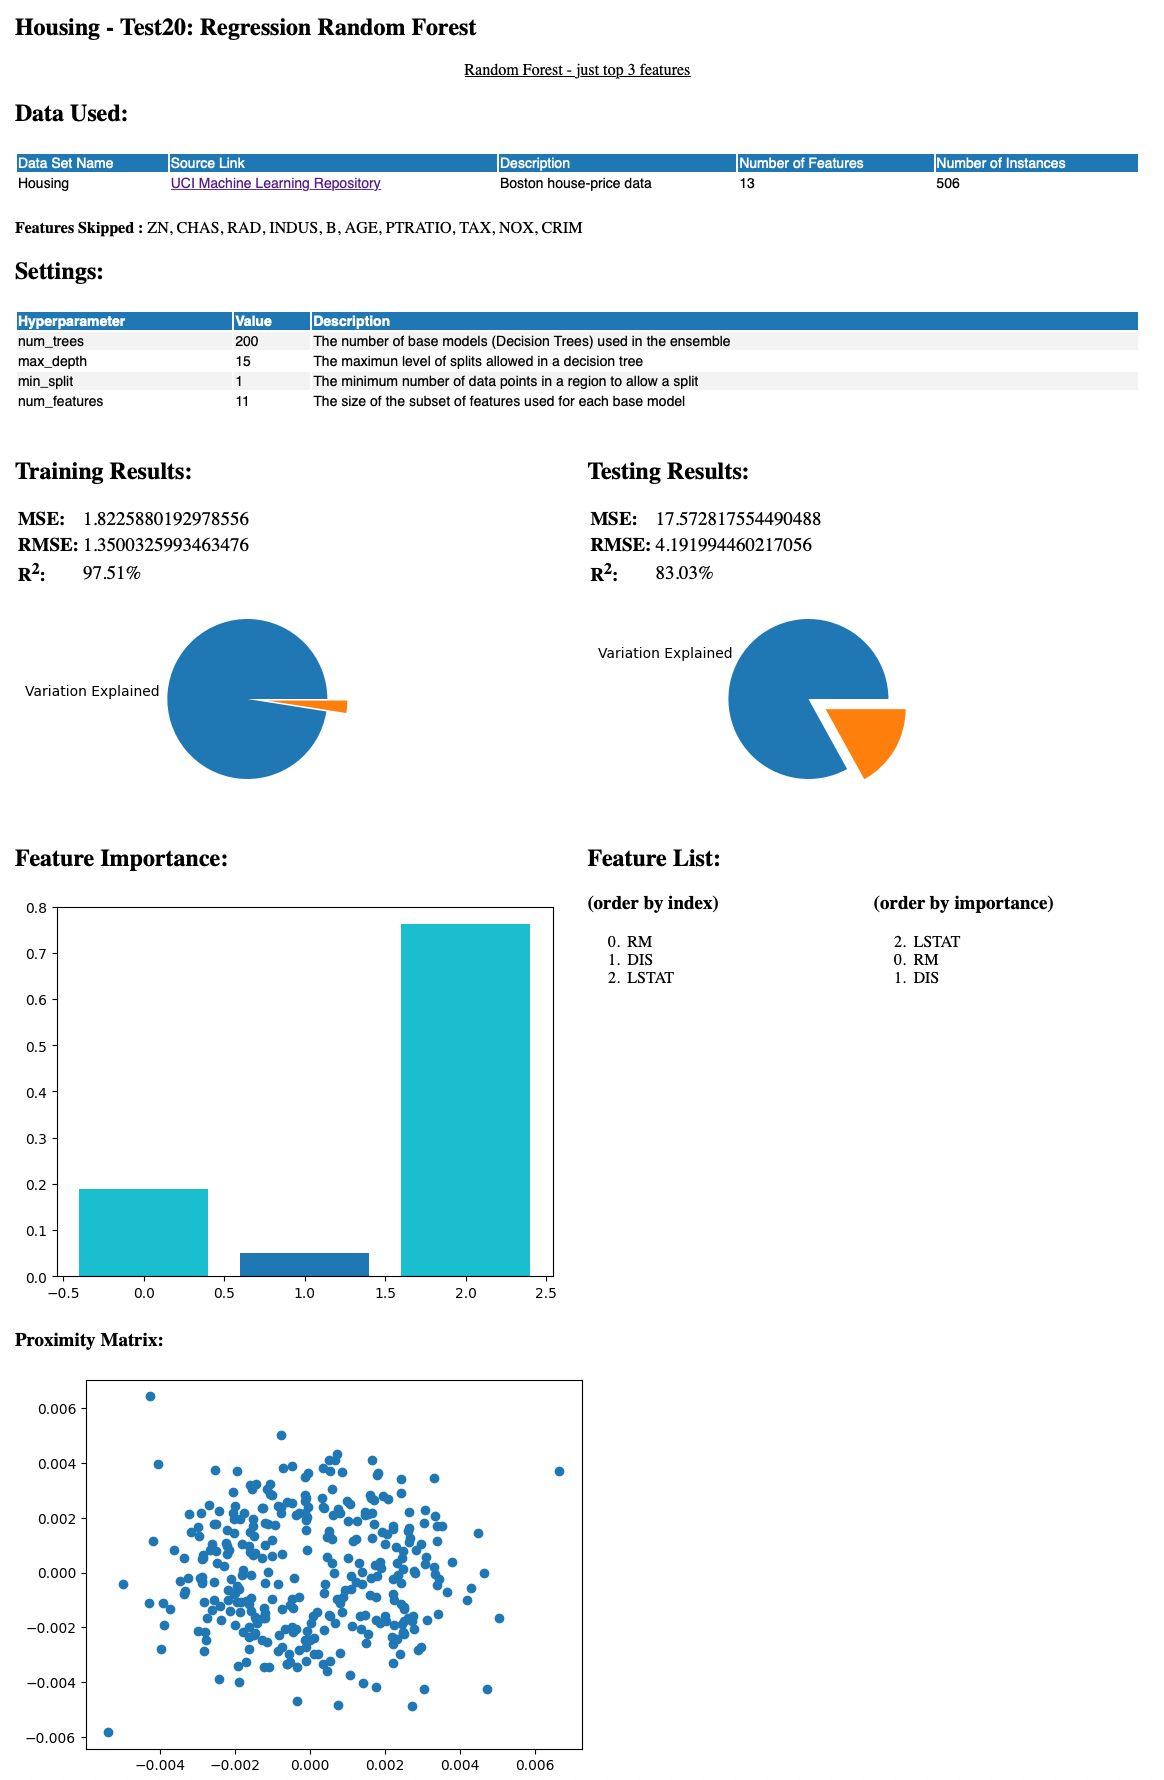 Housing - Test20: Regression Random Forest
Random Forest - just top 3 features
Data Used:
Data Set Name Source Link Description Number of Features Number of Instances
Housing UCI Machine Learning Repository Boston house-price data 13 506
Features Skipped : ZN, CHAS, RAD, INDUS, B, AGE, PTRATIO, TAX, NOX, CRIM
Settings:
Hyperparameter Value Description
num_trees 200 The number of base models (Decision Trees) used in the ensemble
max_depth 15 The maximun level of splits allowed in a decision tree
min_split 1 The minimum number of data points in a region to allow a split
num_features 11 The size of the subset of features used for each base model
Training Results:
MSE: 1.8225880192978556
RMSE: 1.3500325993463476
R2: 97.51%
Variation Explained
Testing Results:
MSE: 17.572817554490488
RMSE: 4.191994460217056
R2: 83.03%
Variation Explained
Feature Importance:
0.8
0.7
0.6
0.5
0.4
0.3
0.2
0.1
0.0
−0.5 0.0 0.5 1.0 1.5 2.0 2.5
Feature List:
(order by index)
0. RM
1. DIS
2. LSTAT
(order by importance)
2. LSTAT
0. RM
1. DIS
Proximity Matrix:
0.006
0.004
0.002
0.000
−0.002
−0.004
−0.006
−0.004 −0.002 0.000 0.002 0.004 0.006